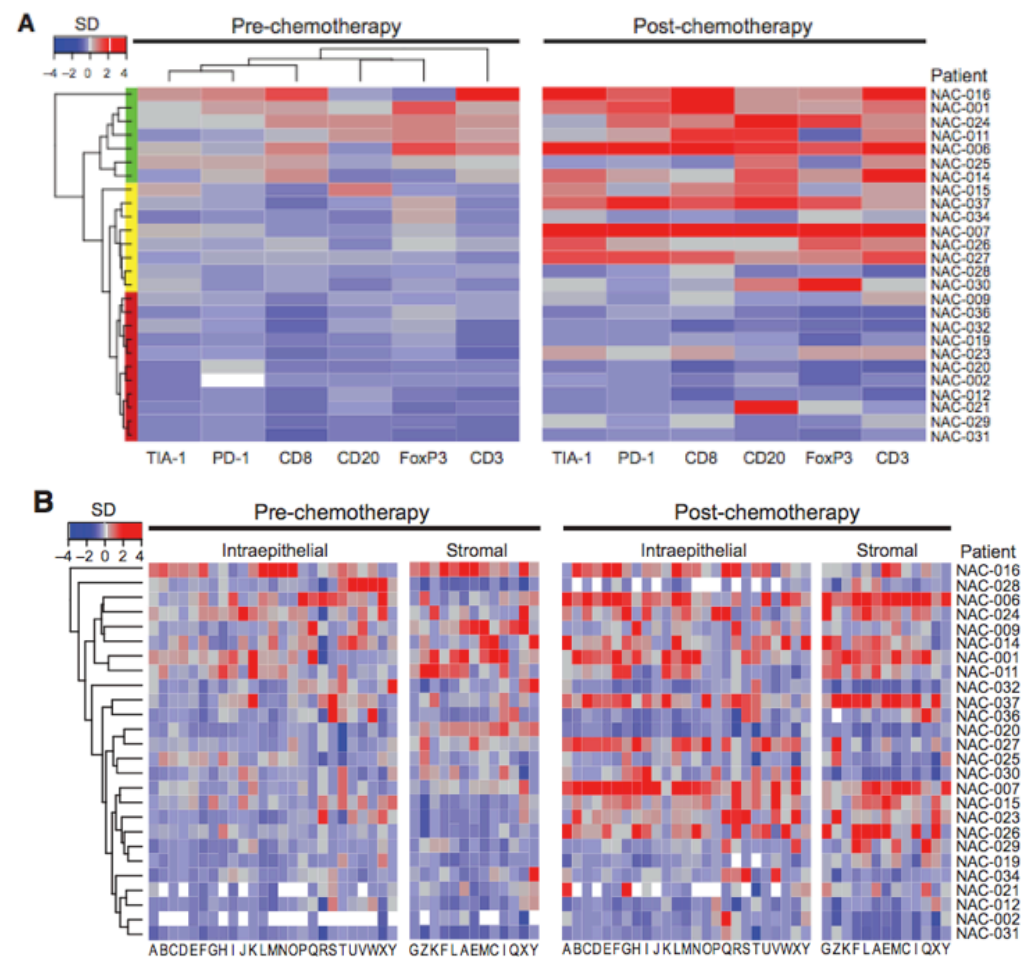 A
SD
Pre-chemotherapy
Post-chemotherapy
−4 −2 0 2 4
Patient
NAC-016
NAC-001
NAC-024
NAC-011
NAC-006
NAC-025
NAC-014
NAC-015
NAC-037
NAC-034
NAC-007
NAC-026
NAC-027
NAC-028
NAC-030
NAC-009
NAC-036
NAC-032
NAC-019
NAC-023
NAC-020
NAC-002
NAC-012
NAC-021
NAC-029
NAC-031
TIA-1 PD-1 CD8 CD20 FoxP3 CD3 TIA-1 PD-1 CD8 CD20 FoxP3 CD3
B
SD
Pre-chemotherapy
Post-chemotherapy
−4 −2 0 2 4
Intraepithelial Stromal Intraepithelial Stromal
Patient
NAC-016
NAC-028
NAC-006
NAC-024
NAC-009
NAC-014
NAC-001
NAC-011
NAC-032
NAC-037
NAC-036
NAC-020
NAC-027
NAC-025
NAC-030
NAC-007
NAC-015
NAC-023
NAC-026
NAC-029
NAC-019
NAC-034
NAC-021
NAC-012
NAC-002
NAC-031
ABCDEFGHIJKLMNOPQRSTUVWXY GZKFLAEMCIQXY ABCDEFGHIJKLMNOPQRSTUVWXY GZKFLAEMCIQXY